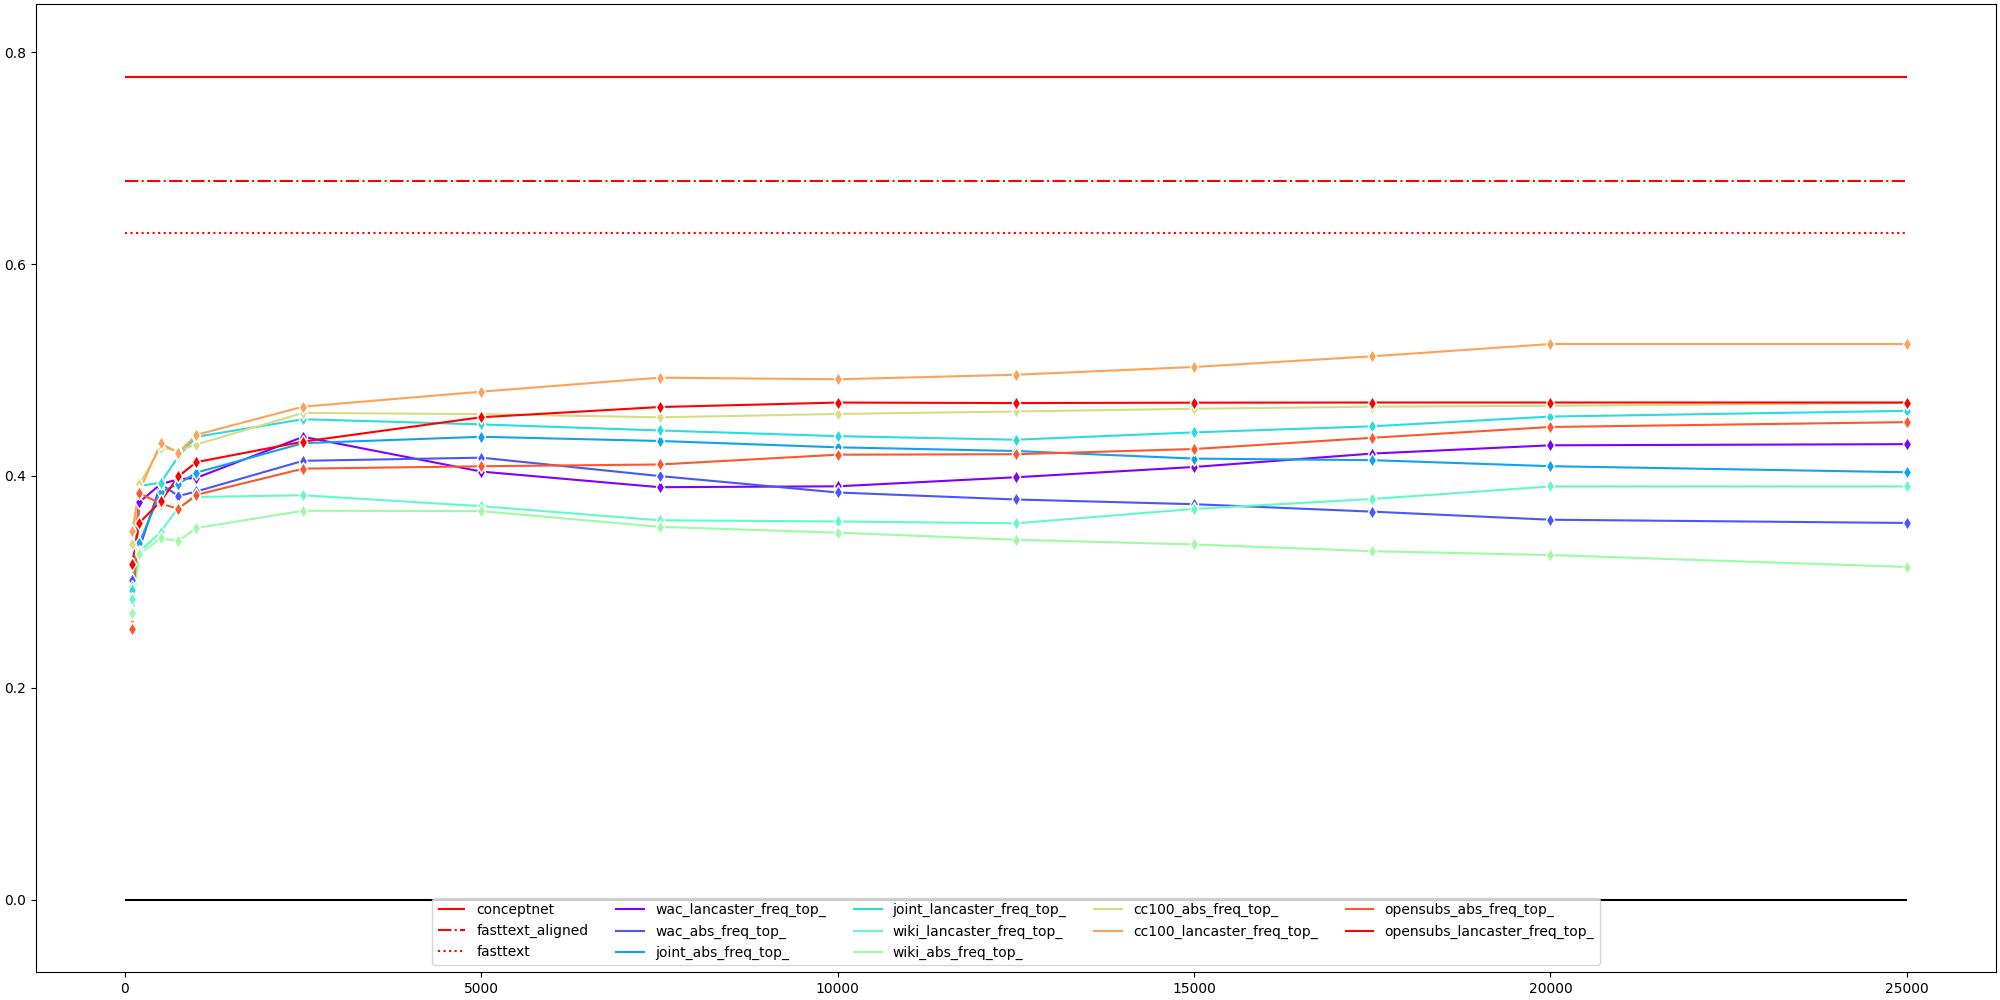 0.8
0.6
0.4
0.2
0.0
conceptnet
fasttext_aligned
fasttext
wac_lancaster_freq_top_
wac_abs_freq_top_
joint_abs_freq_top_
joint_lancaster_freq_top_
wiki_lancaster_freq_top_
wiki_abs_freq_top_
cc100_abs_freq_top_
cc100_lancaster_freq_top_
opensubs_abs_freq_top_
opensubs_lancaster_freq_top_
0
5000
10000
15000
20000
25000